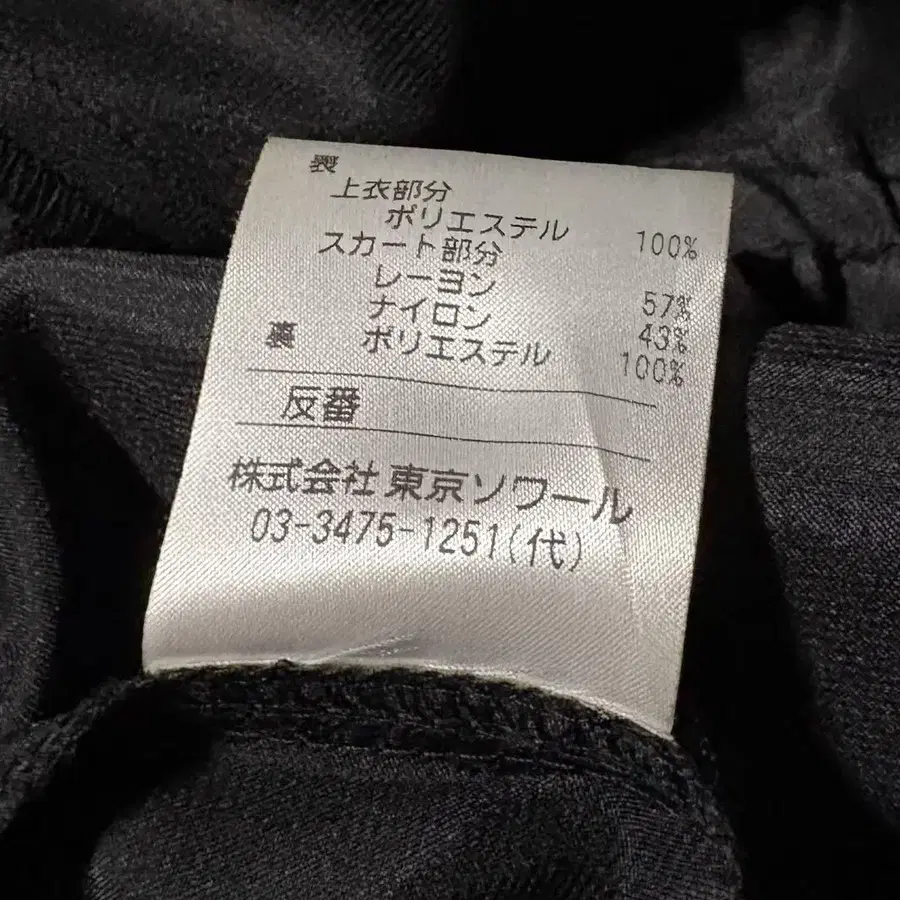 表
上衣部分
ポリエステル 100%
スカート部分
レーヨン 57%
ナイロン 43%
裏 ポリエステル 100%
反番
株式会社 東京ソワール
03-3475-1251(代)